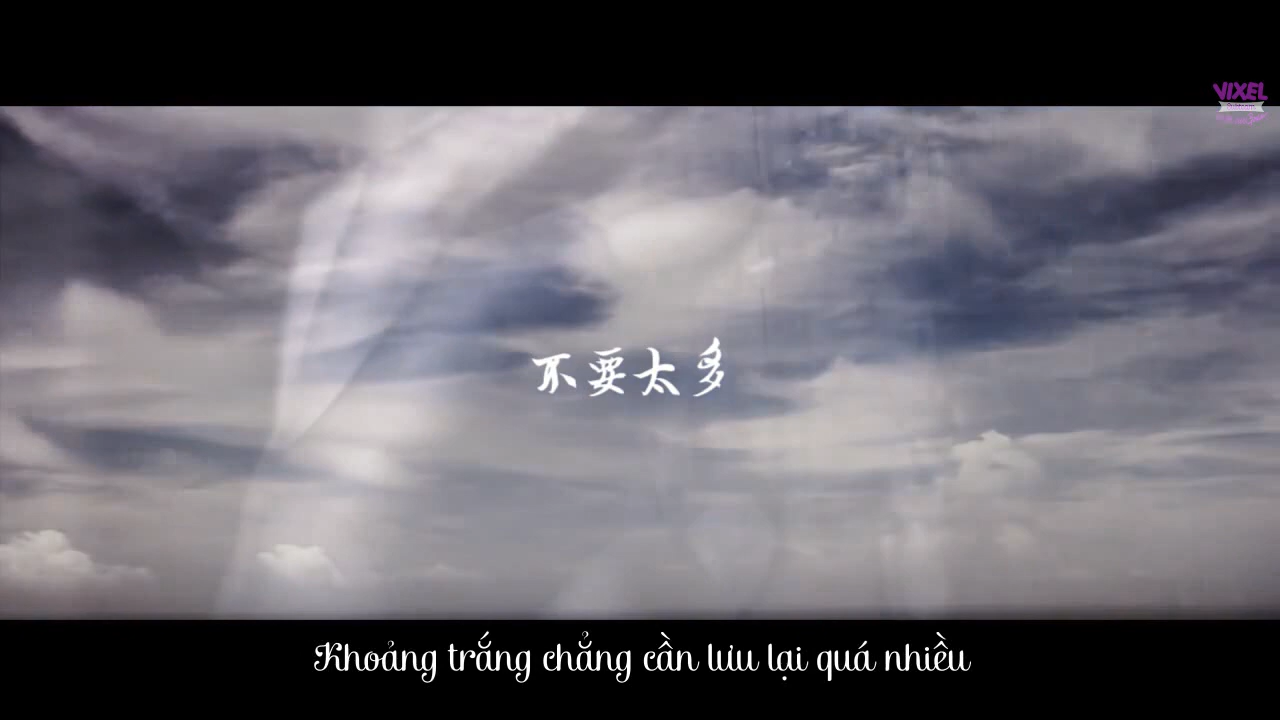 VIXEL
不要太多
Khoảng trắng chẳng cần lưu lại quá nhiều